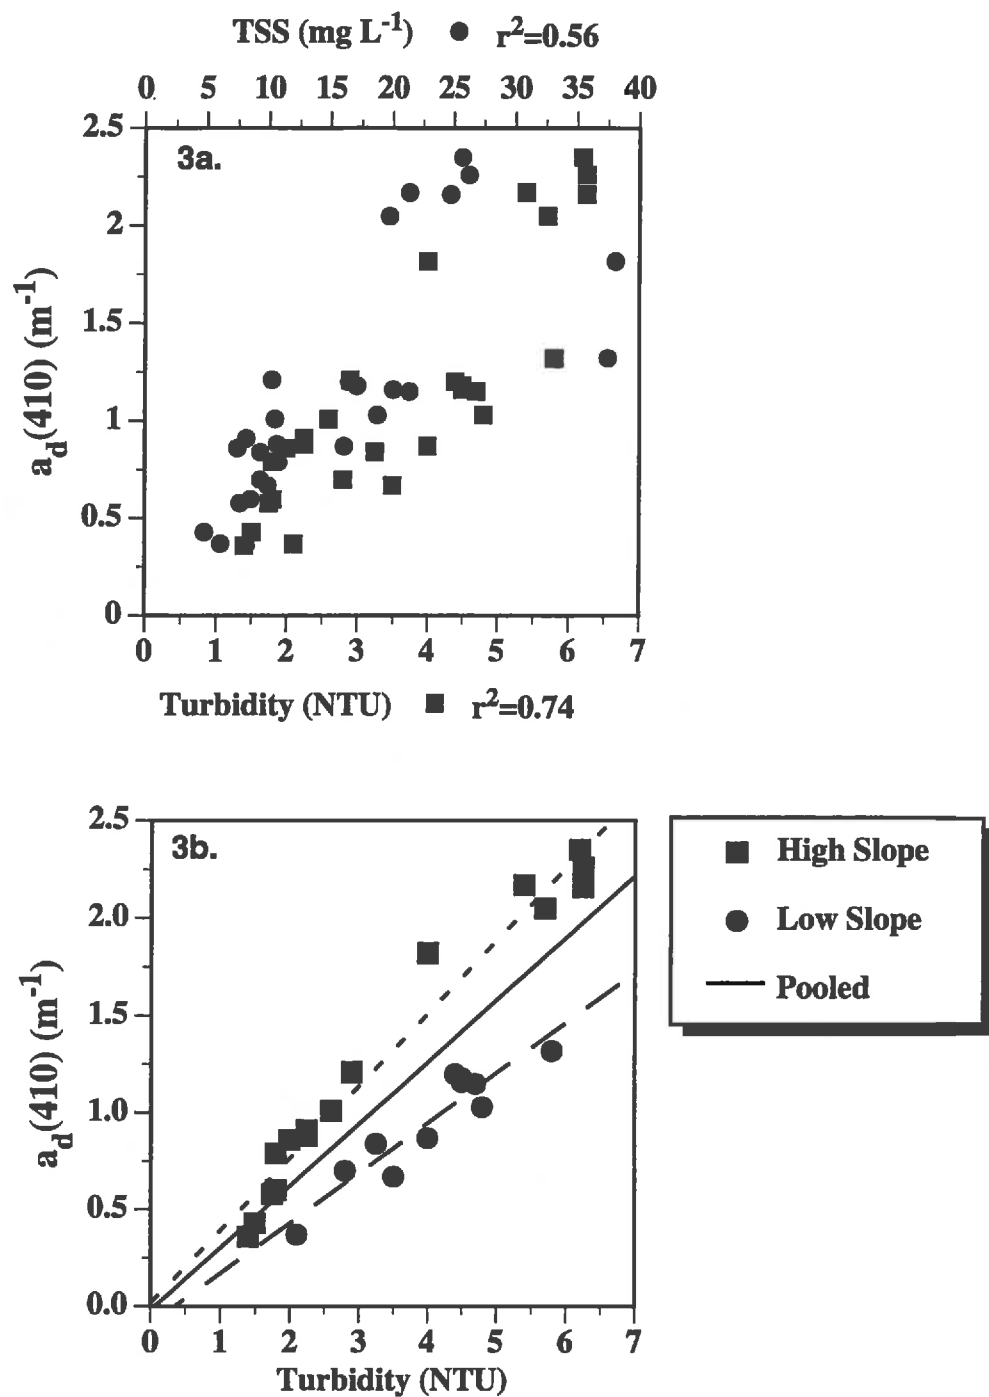 TSS (mg L⁻¹) ● r²=0.56
0 5 10 15 20 25 30 35 40
3a.
2.5
2
1.5
1
0.5
0
a_d(410) (m⁻¹)
0 1 2 3 4 5 6 7
Turbidity (NTU) ■ r²=0.74
3b.
2.5
2.0
1.5
1.0
0.5
0.0
a_d(410) (m⁻¹)
0 1 2 3 4 5 6 7
Turbidity (NTU)
High Slope
Low Slope
Pooled